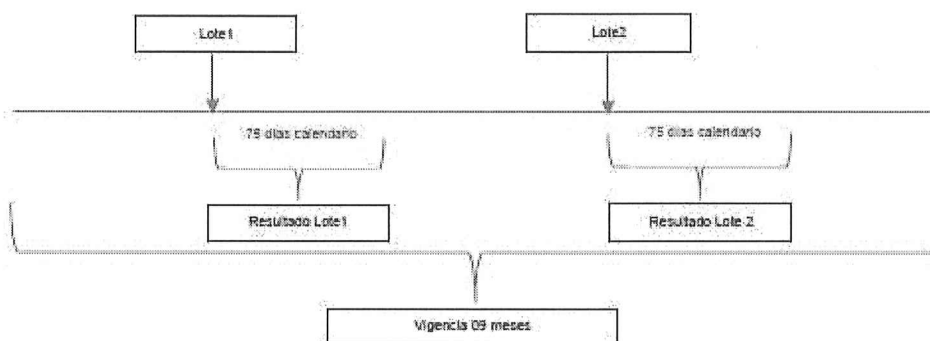 Lote1
Lote2
75 días calendario
75 días calendario
Resultado Lote1
Resultado Lote 2
Vigencia 09 meses